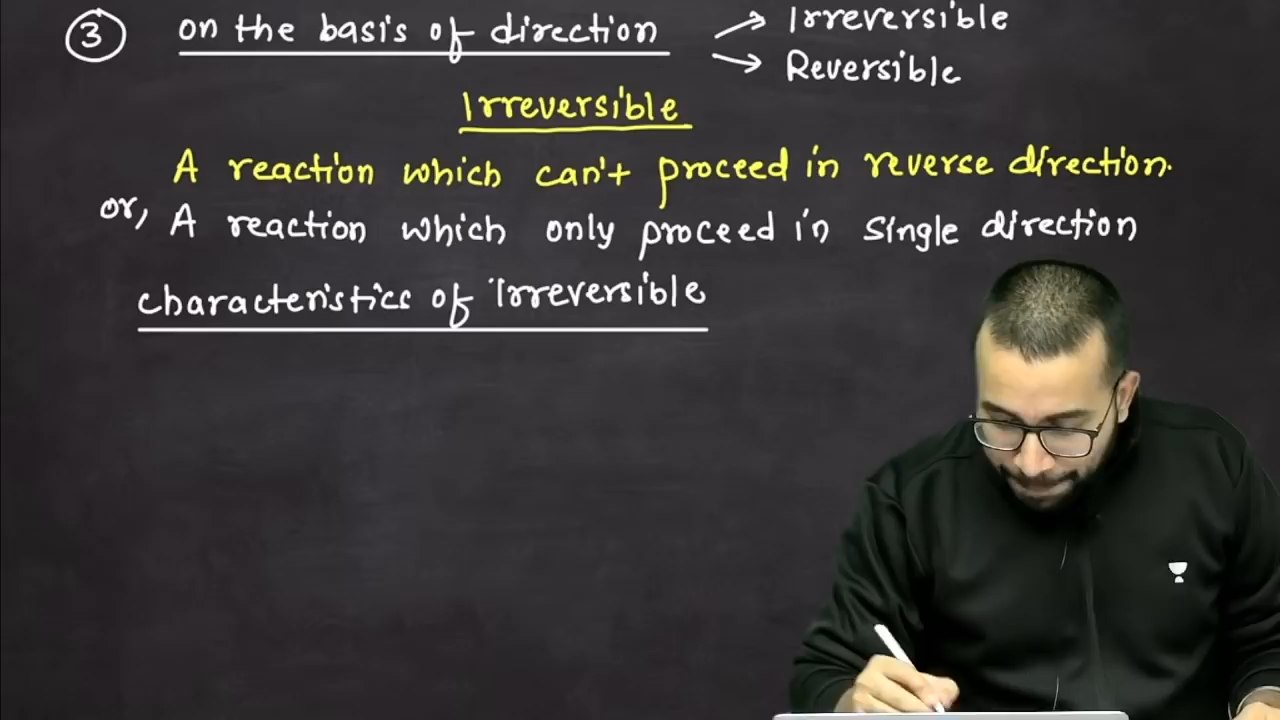 ③ on the basis of direction → Irreversible
→ Reversible
Irreversible
A reaction which can't proceed in reverse direction.
or, A reaction which only proceed in single direction
characteristics of Irreversible